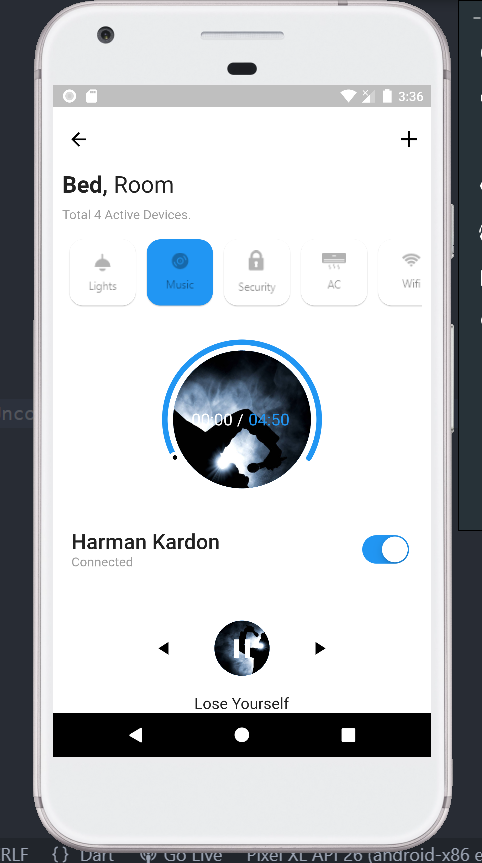 3:36
Bed, Room
Total 4 Active Devices.
Lights Music Security AC Wifi
00:00 / 04:50
Harman Kardon
Connected
Lose Yourself
RLF {} Dart Go Live Pixel XL API 26 (android-x86 e